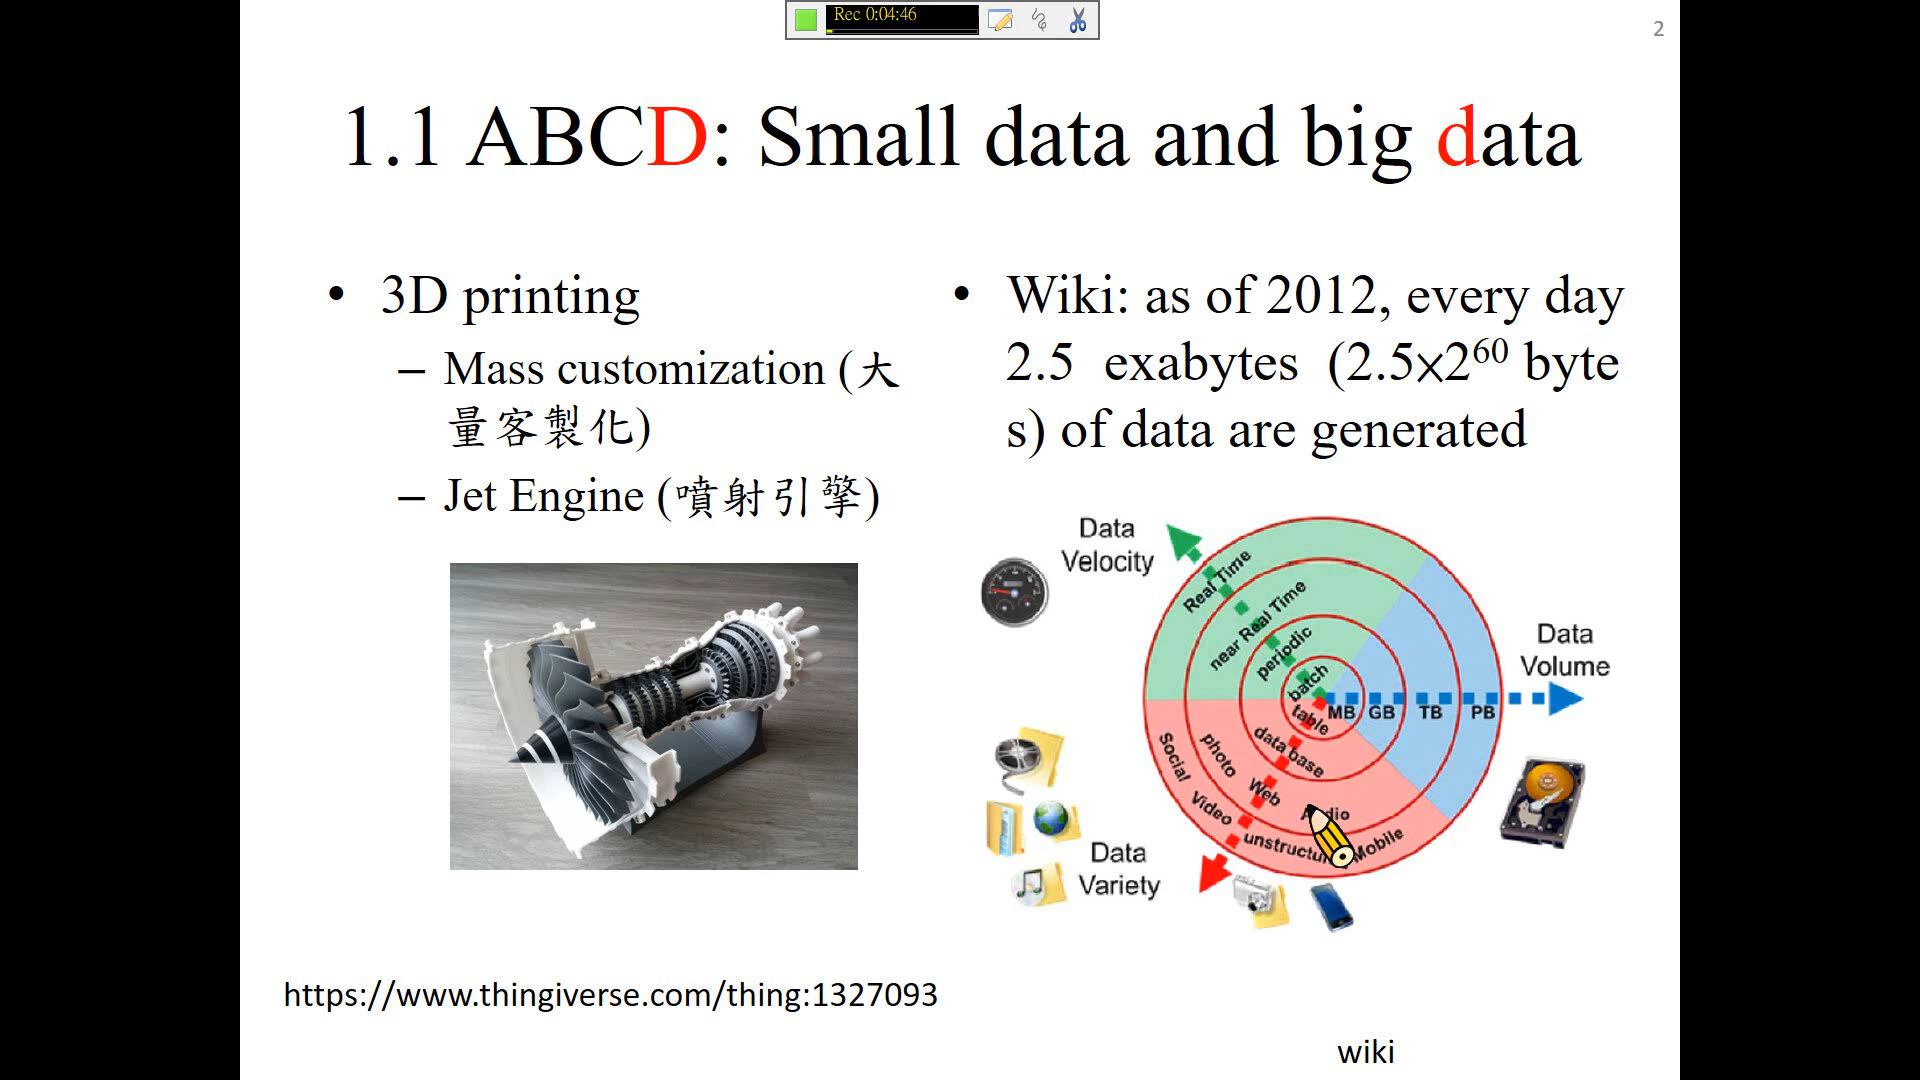 Rec 0:04:46
2
1.1 ABCD: Small data and big data
• 3D printing
– Mass customization (大
量客製化)
– Jet Engine (噴射引擎)
• Wiki: as of 2012, every day
2.5 exabytes (2.5×2⁶⁰ byte
s) of data are generated
Data
Velocity
Real Time
near Real Time
periodic
batch
Data
Volume
MB GB TB PB
table
data base
photo
Web
Social
Video
unstructu
Mobile
Data
Variety
https://www.thingiverse.com/thing:1327093
wiki